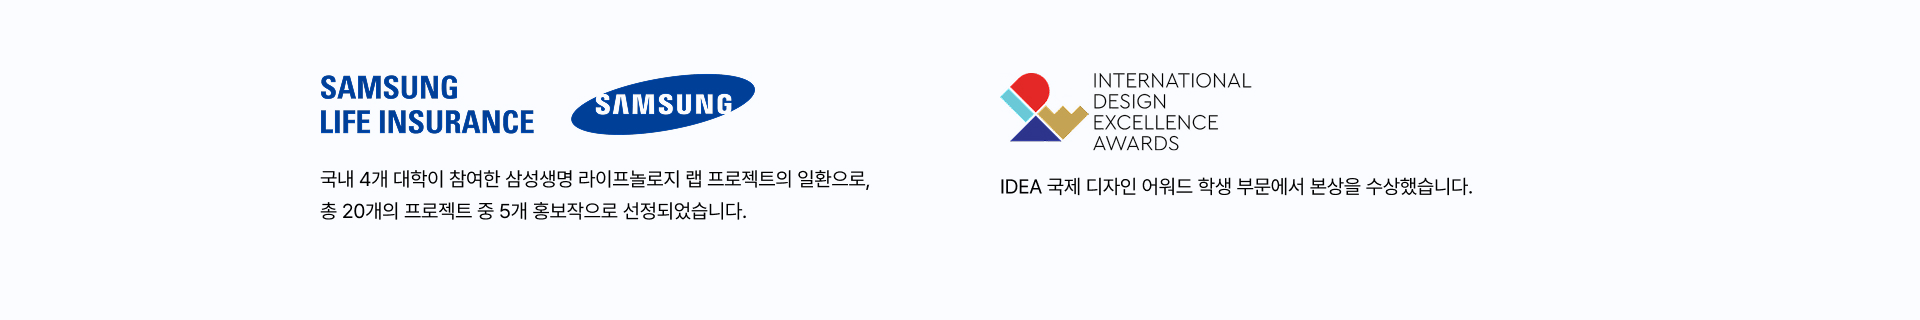 SAMSUNG
LIFE INSURANCE
SAMSUNG
국내 4개 대학이 참여한 삼성생명 라이프놀로지 랩 프로젝트의 일환으로,
총 20개의 프로젝트 중 5개 홍보작으로 선정되었습니다.
INTERNATIONAL
DESIGN
EXCELLENCE
AWARDS
IDEA 국제 디자인 어워드 학생 부문에서 본상을 수상했습니다.